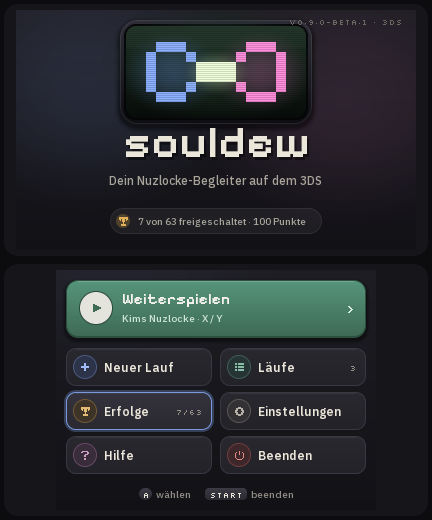 V0.9.0-BETA.1 · 3DS
souldew
Dein Nuzlocke-Begleiter auf dem 3DS
7 von 63 freigeschaltet · 100 Punkte
Weiterspielen
Kims Nuzlocke · X / Y
Neuer Lauf
Läufe 3
Erfolge 7/63
Einstellungen
? Hilfe
Beenden
A wählen START beenden